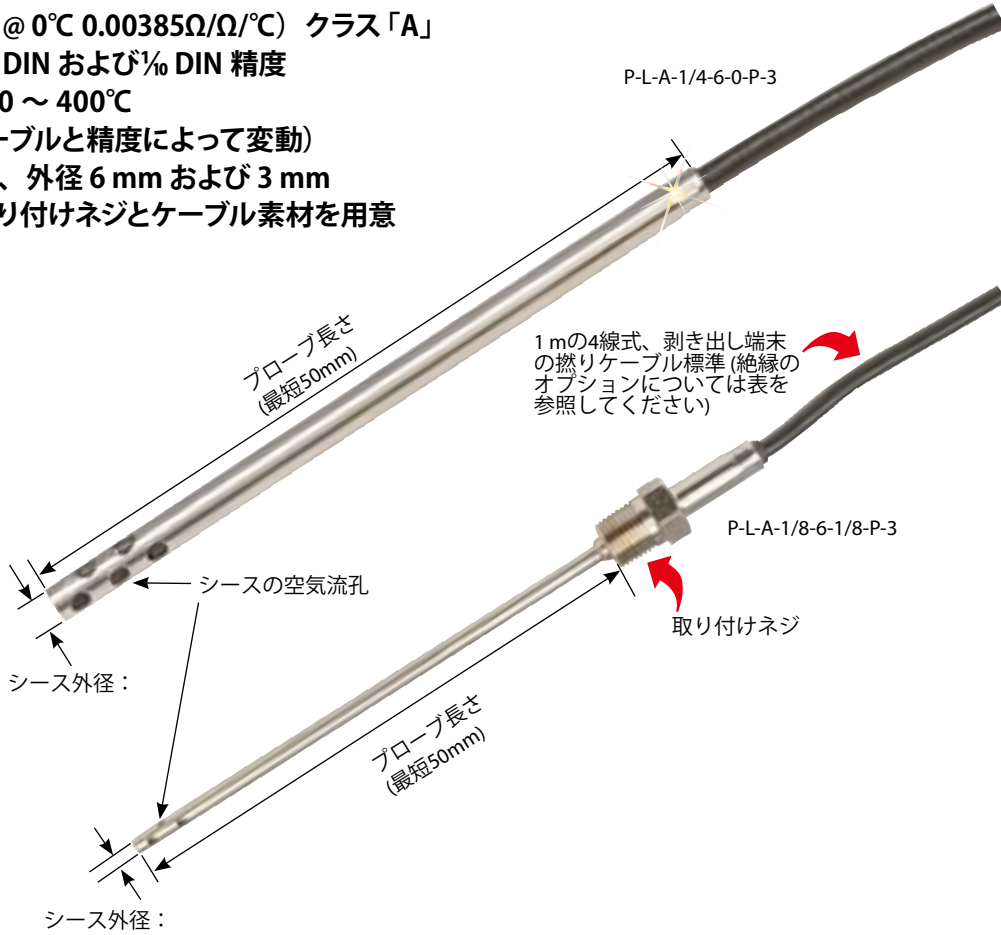 @ 0℃ 0.00385Ω/Ω/℃）クラス「A」
DIN および⅒ DIN 精度
0 ～ 400℃
ーブルと精度によって変動）
、外径 6 mm および 3 mm
り付けネジとケーブル素材を用意
P-L-A-1/4-6-0-P-3
プローブ長さ
(最短50mm)
1 mの4線式、剥き出し端末
の撚りケーブル標準 (絶縁の
オプションについては表を
参照してください)
P-L-A-1/8-6-1/8-P-3
シースの空気流孔
取り付けネジ
シース外径：
プローブ長さ
(最短50mm)
シース外径：